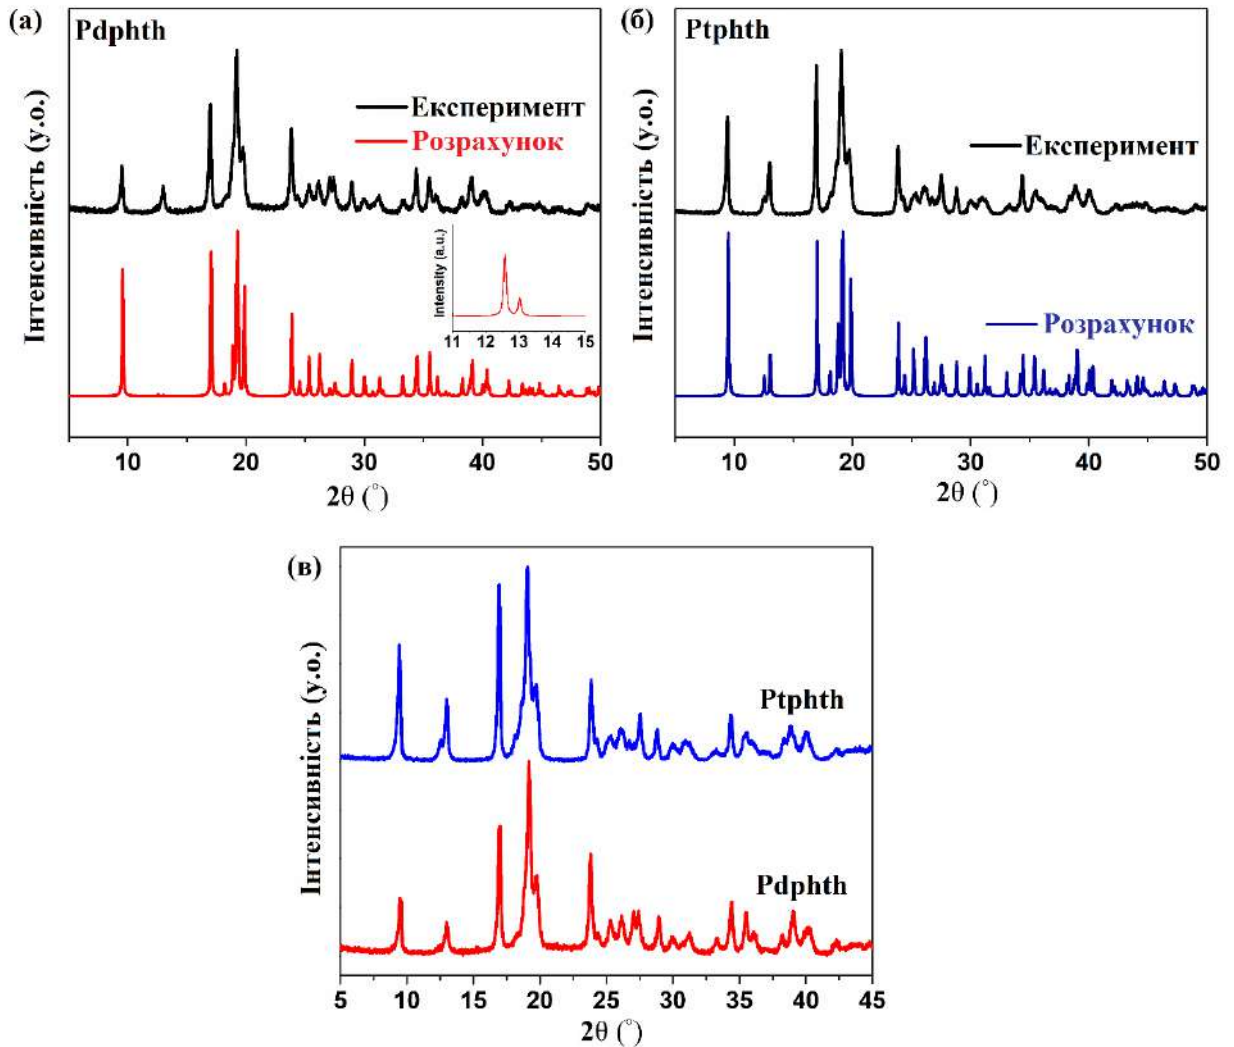 (а)
Pdphth
Експеримент
Розрахунок
Інтенсивність (у.о.)
Intensity (a.u.)
11 12 13 14 15
10 20 30 40 50
2θ (°)
(б)
Ptphth
Експеримент
Розрахунок
Інтенсивність (у.о.)
10 20 30 40 50
2θ (°)
(в)
Ptphth
Pdphth
Інтенсивність (у.о.)
5 10 15 20 25 30 35 40 45
2θ (°)